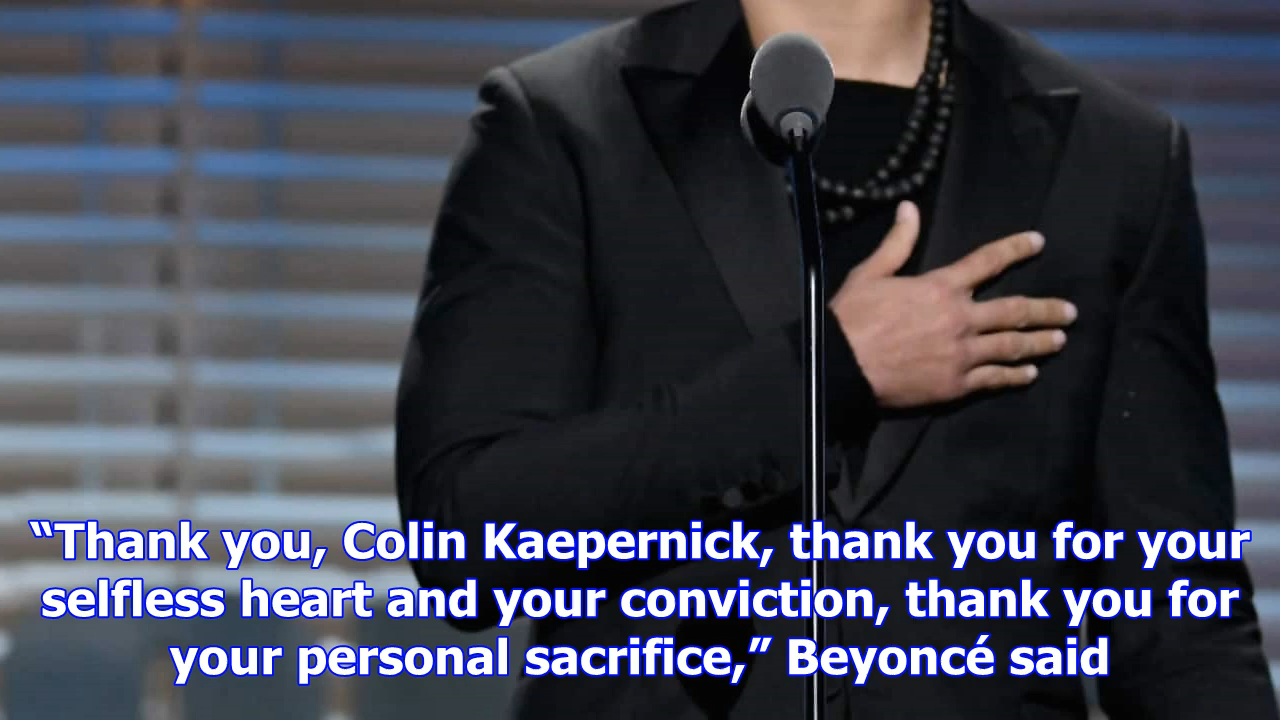 “Thank you, Colin Kaepernick, thank you for your
selfless heart and your conviction, thank you for
your personal sacrifice,” Beyoncé said